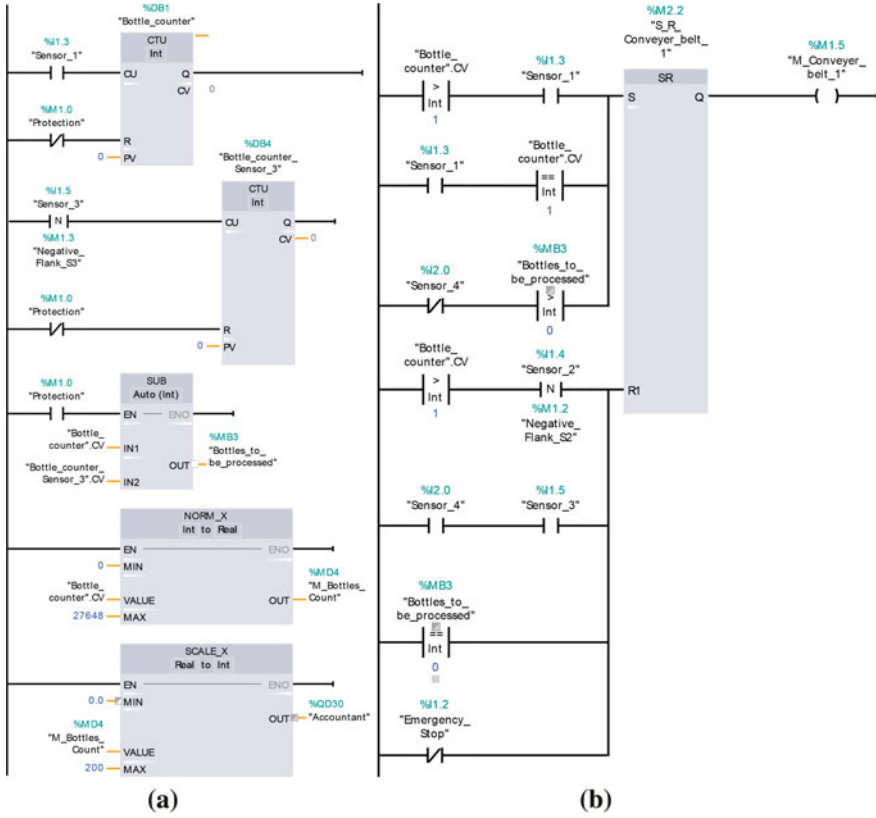 %DB1
"Bottle_counter"
CTU
Int
%I1.3
"Sensor_1"
CU
Q
CV
0
%M1.0
"Protection"
R
0
PV
%DB4
"Bottle_counter_
Sensor_3"
CTU
Int
%I1.5
"Sensor_3"
N
%M1.3
"Negative_
Flank_S3"
CU
Q
CV
0
%M1.0
"Protection"
R
0
PV
%M1.0
"Protection"
SUB
Auto (Int)
EN
ENO
"Bottle_
counter".CV
IN1
"Bottle_counter_
Sensor_3".CV
IN2
OUT
%MB3
"Bottles_to_
be_processed"
NORM_X
Int to Real
EN
ENO
0
MIN
"Bottle_
counter".CV
VALUE
27648
MAX
OUT
%MD4
"M_Bottles_
Count"
SCALE_X
Real to Int
EN
ENO
0.0
MIN
%MD4
"M_Bottles_
Count"
VALUE
200
MAX
OUT
%QD30
"Accountant"
(a)
"Bottle_
counter".CV
>
Int
1
%I1.3
"Sensor_1"
%I1.3
"Sensor_1"
"Bottle_
counter".CV
==
Int
1
%I2.0
"Sensor_4"
%MB3
"Bottles_to_
be_processed"
>
Int
0
%M2.2
"S_R_
Conveyer_belt_
1"
SR
S
Q
R1
%M1.5
"M_Conveyer_
belt_1"
"Bottle_
counter".CV
>
Int
1
%I1.4
"Sensor_2"
N
%M1.2
"Negative_
Flank_S2"
%I2.0
"Sensor_4"
%I1.5
"Sensor_3"
%MB3
"Bottles_to_
be_processed"
==
Int
0
%I1.2
"Emergency_
Stop"
(b)